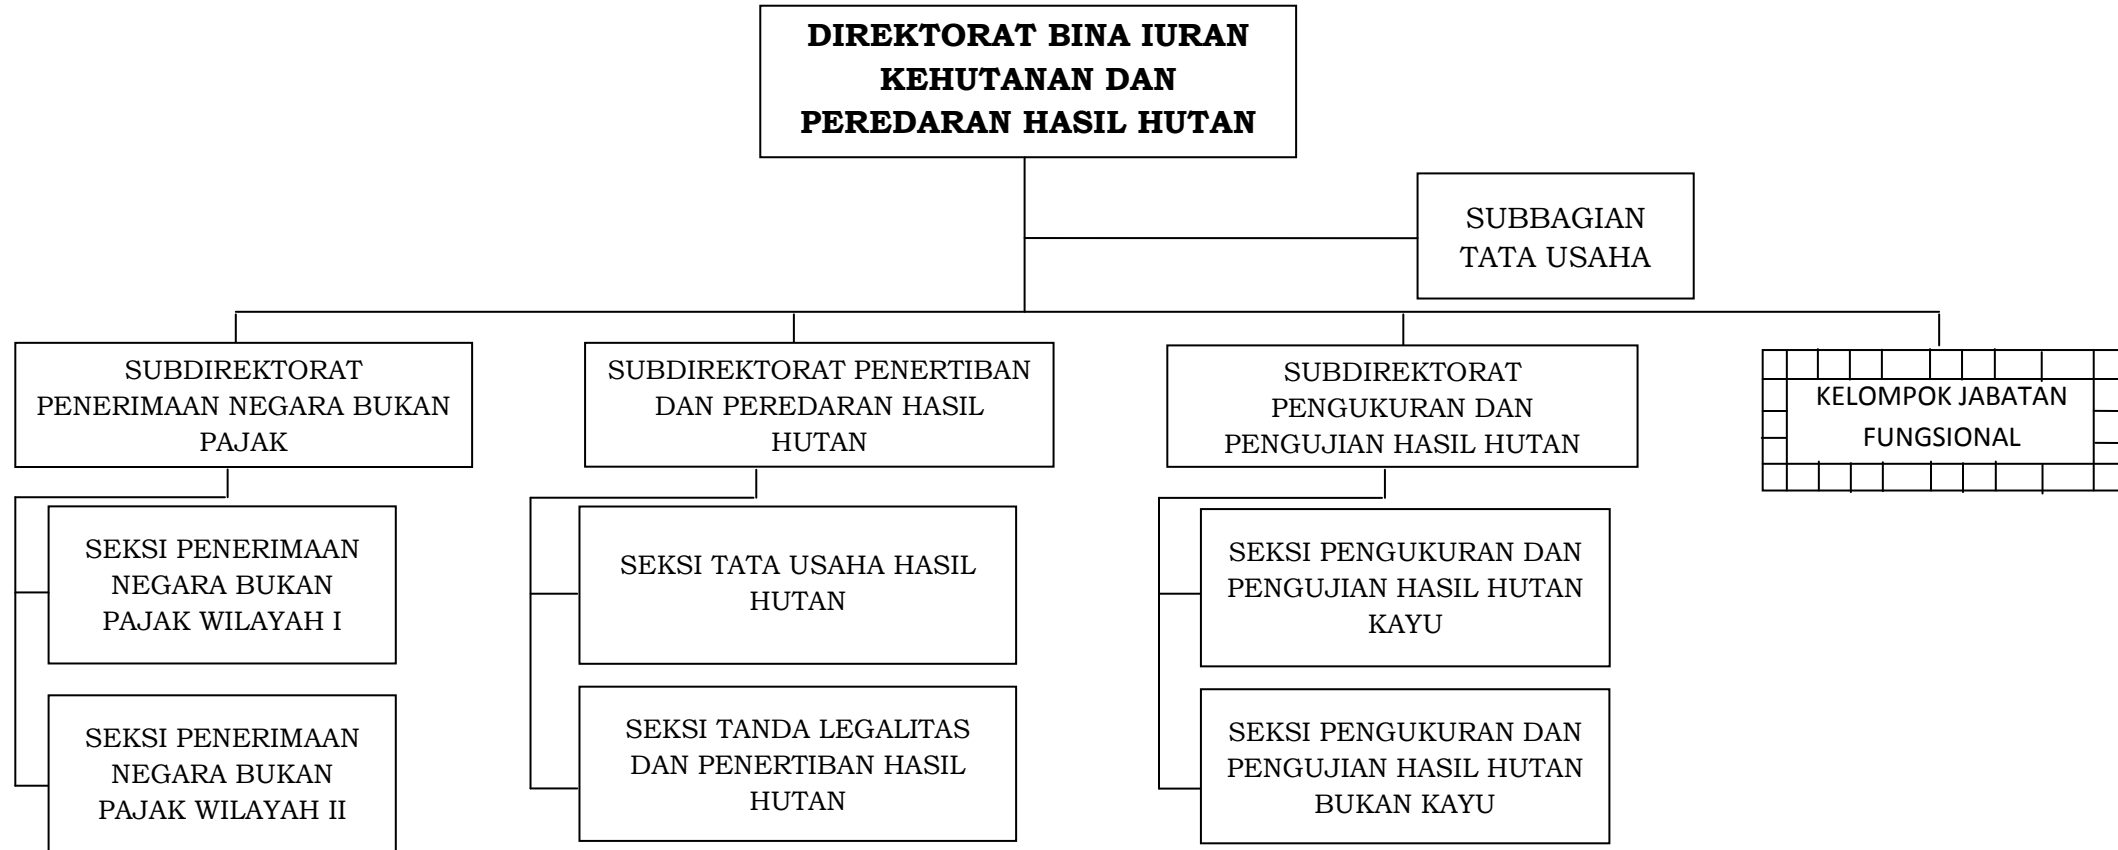 DIREKTORAT BINA IURAN
KEHUTANAN DAN
PEREDARAN HASIL HUTAN
SUBBAGIAN
TATA USAHA
SUBDIREKTORAT
PENERIMAAN NEGARA BUKAN
PAJAK
SUBDIREKTORAT PENERTIBAN
DAN PEREDARAN HASIL
HUTAN
SUBDIREKTORAT
PENGUKURAN DAN
PENGUJIAN HASIL HUTAN
KELOMPOK JABATAN
FUNGSIONAL
SEKSI PENERIMAAN
NEGARA BUKAN
PAJAK WILAYAH I
SEKSI TATA USAHA HASIL
HUTAN
SEKSI PENGUKURAN DAN
PENGUJIAN HASIL HUTAN
KAYU
SEKSI PENERIMAAN
NEGARA BUKAN
PAJAK WILAYAH II
SEKSI TANDA LEGALITAS
DAN PENERTIBAN HASIL
HUTAN
SEKSI PENGUKURAN DAN
PENGUJIAN HASIL HUTAN
BUKAN KAYU